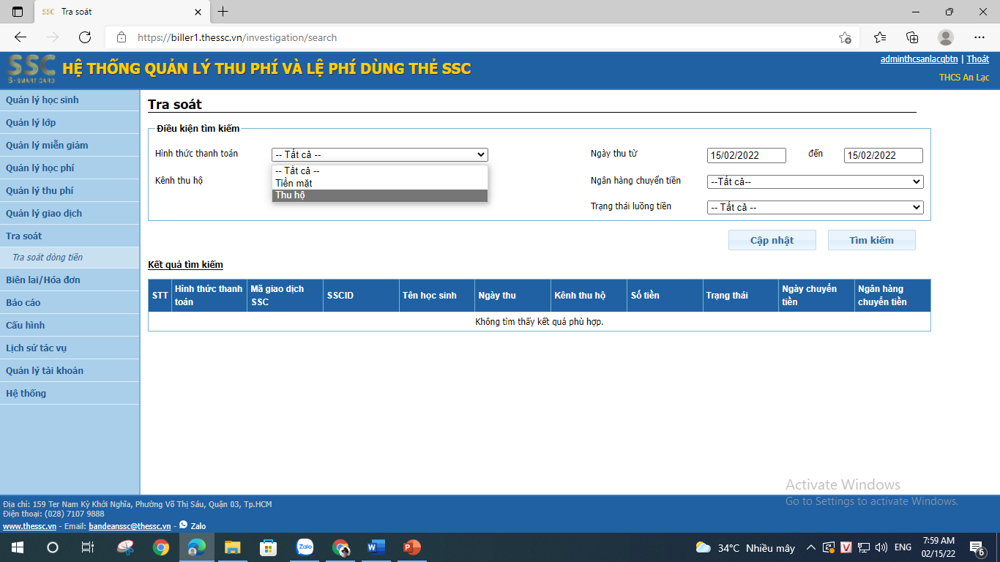 SSC Tra soát
https://biller1.thessc.vn/investigation/search
SSC
S-SMART CARD
HỆ THỐNG QUẢN LÝ THU PHÍ VÀ LỆ PHÍ DÙNG THẺ SSC
adminthcsanlacqbtn | Thoát
THCS An Lạc
Quản lý học sinh
Quản lý lớp
Quản lý miễn giảm
Quản lý học phí
Quản lý thu phí
Quản lý giao dịch
Tra soát
Tra soát dòng tiền
Biên lai/Hóa đơn
Báo cáo
Cấu hình
Lịch sử tác vụ
Quản lý tài khoản
Hệ thống
Tra soát
Điều kiện tìm kiếm
Hình thức thanh toán
-- Tất cả --
Ngày thu từ
15/02/2022
đến
15/02/2022
-- Tất cả --
Tiền mặt
Thu hộ
Kênh thu hộ
Ngân hàng chuyển tiền
--Tất cả--
Trạng thái luồng tiền
-- Tất cả --
Cập nhật
Tìm kiếm
Kết quả tìm kiếm
STT
Hình thức thanh
toán
Mã giao dịch
SSC
SSCID
Tên học sinh
Ngày thu
Kênh thu hộ
Số tiền
Trạng thái
Ngày chuyển
tiền
Ngân hàng
chuyển tiền
Không tìm thấy kết quả phù hợp.
Activate Windows
Go to Settings to activate Windows.
Địa chỉ: 159 Ter Nam Kỳ Khởi Nghĩa, Phường Võ Thị Sáu, Quận 03, Tp.HCM
Điện thoại: (028) 7107 9888
www.thessc.vn - Email: bandeanssc@thessc.vn - Zalo
Zalo
W
P
34°C Nhiều mây
V
ENG
7:59 AM
02/15/22
6